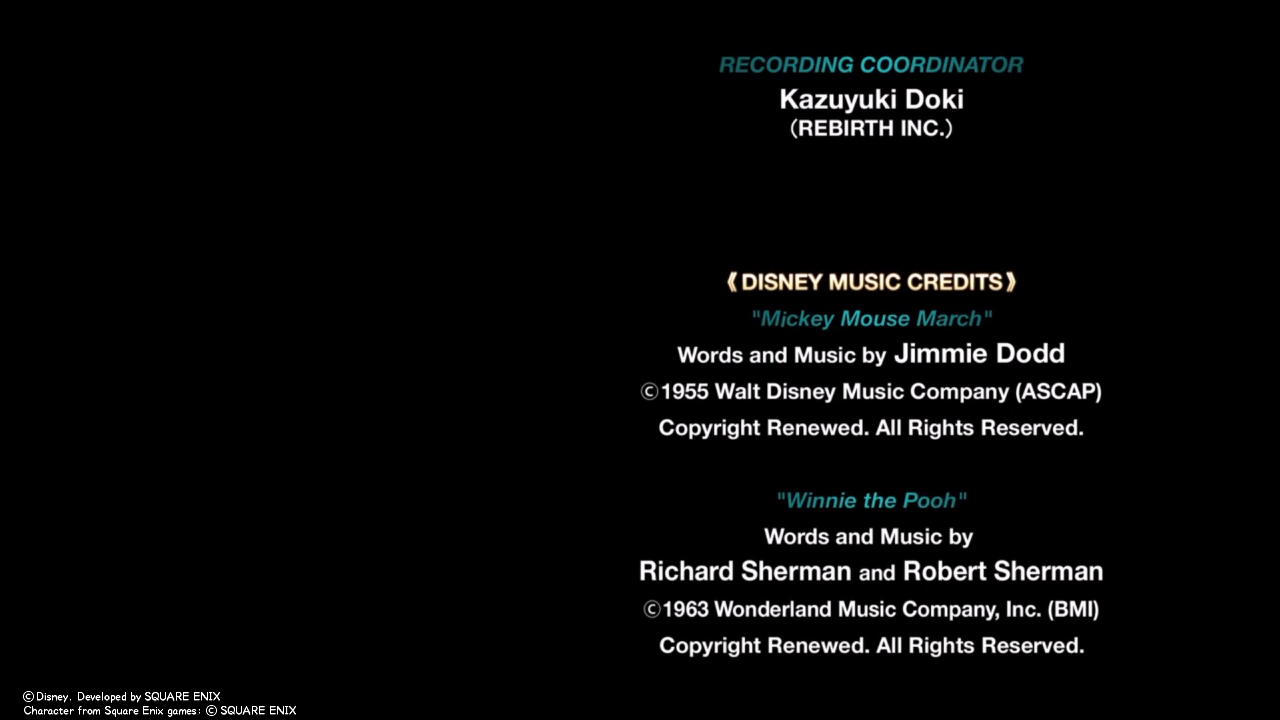 RECORDING COORDINATOR
Kazuyuki Doki
（REBIRTH INC.）
《DISNEY MUSIC CREDITS》
"Mickey Mouse March"
Words and Music by Jimmie Dodd
©1955 Walt Disney Music Company (ASCAP)
Copyright Renewed. All Rights Reserved.
"Winnie the Pooh"
Words and Music by
Richard Sherman and Robert Sherman
©1963 Wonderland Music Company, Inc. (BMI)
Copyright Renewed. All Rights Reserved.
©Disney. Developed by SQUARE ENIX
Character from Square Enix games: © SQUARE ENIX